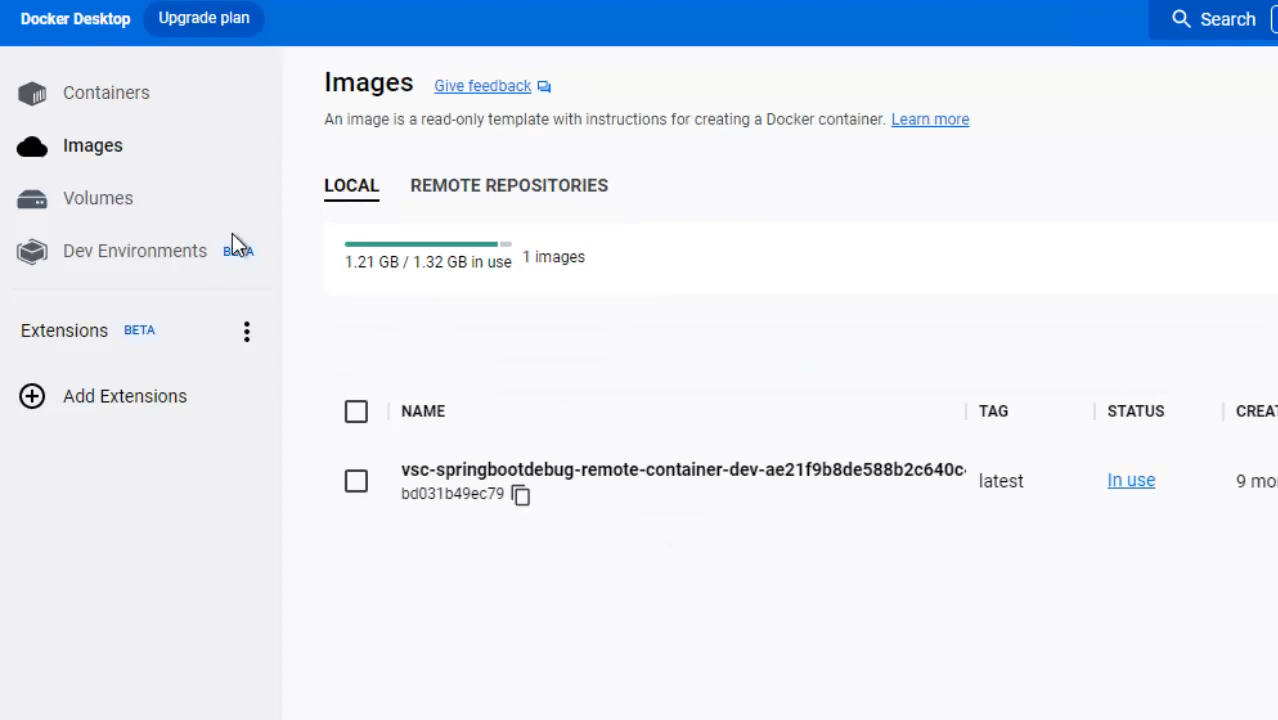 Docker Desktop Upgrade plan Search
Containers
Images
Volumes
Dev Environments BETA
Extensions BETA
Add Extensions
Images Give feedback
An image is a read-only template with instructions for creating a Docker container. Learn more
LOCAL REMOTE REPOSITORIES
1.21 GB / 1.32 GB in use 1 images
NAME TAG STATUS
vsc-springbootdebug-remote-container-dev-ae21f9b8de588b2c640c latest In use 9
bd031b49ec79